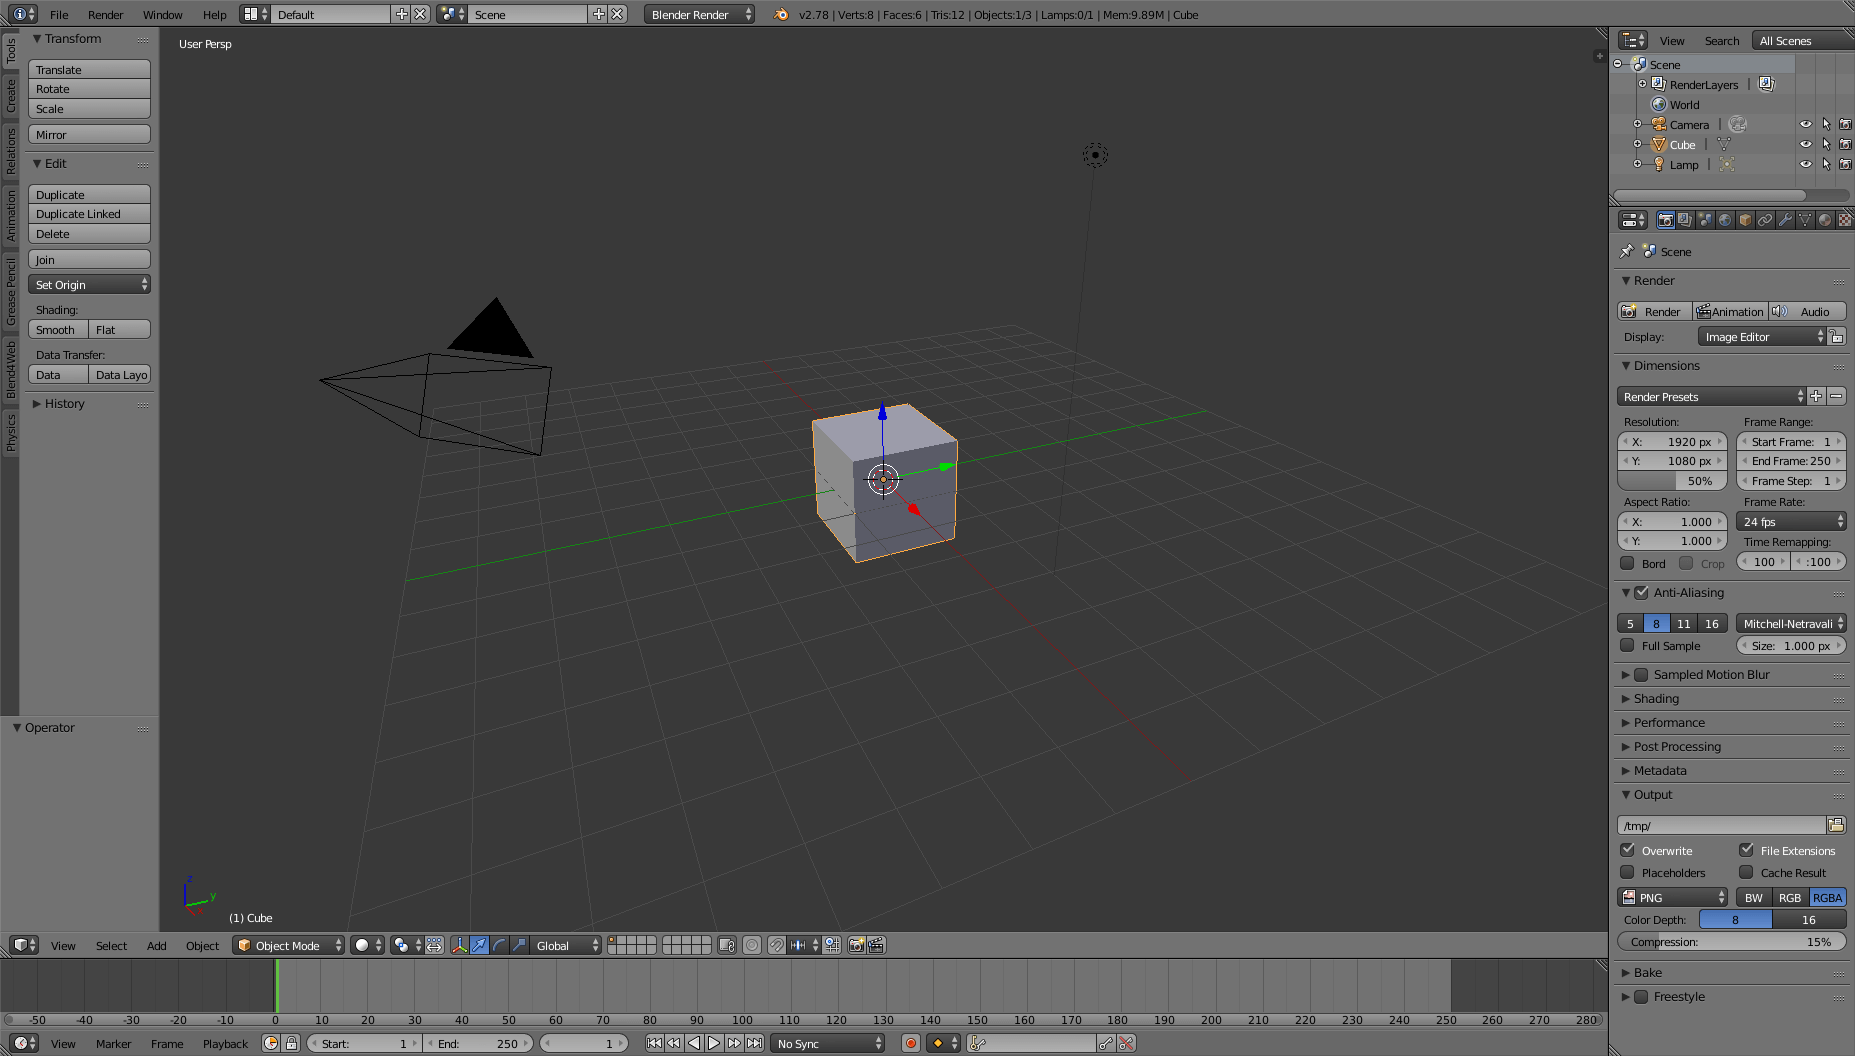 File Render Window Help Default Scene Blender Render v2.78 | Verts:8 | Faces:6 | Tris:12 | Objects:1/3 | Lamps:0/1 | Mem:9.89M | Cube
Tools
Create
Relations
Animation
Grease Pencil
Blend4Web
Physics
Transform
Translate
Rotate
Scale
Mirror
Edit
Duplicate
Duplicate Linked
Delete
Join
Set Origin
Shading:
Smooth Flat
Data Transfer:
Data Data Layo
History
Operator
User Persp
z
y
(1) Cube
View Select Add Object Object Mode Global
-50 -40 -30 -20 -10 0 10 20 30 40 50 60 70 80 90 100 110 120 130 140 150 160 170 180 190 200 210 220 230 240 250 260 270 280
View Marker Frame Playback Start: 1 End: 250 1 No Sync
View Search All Scenes
Scene
RenderLayers |
World
Camera |
Cube |
Lamp |
Scene
Render
Render Animation Audio
Display: Image Editor
Dimensions
Render Presets
Resolution: Frame Range:
X: 1920 px Start Frame: 1
Y: 1080 px End Frame: 250
50% Frame Step: 1
Aspect Ratio: Frame Rate:
X: 1.000 24 fps
Y: 1.000 Time Remapping:
Bord Crop 100 :100
Anti-Aliasing
5 8 11 16 Mitchell-Netravali
Full Sample Size: 1.000 px
Sampled Motion Blur
Shading
Performance
Post Processing
Metadata
Output
/tmp/
Overwrite File Extensions
Placeholders Cache Result
PNG BW RGB RGBA
Color Depth: 8 16
Compression: 15%
Bake
Freestyle